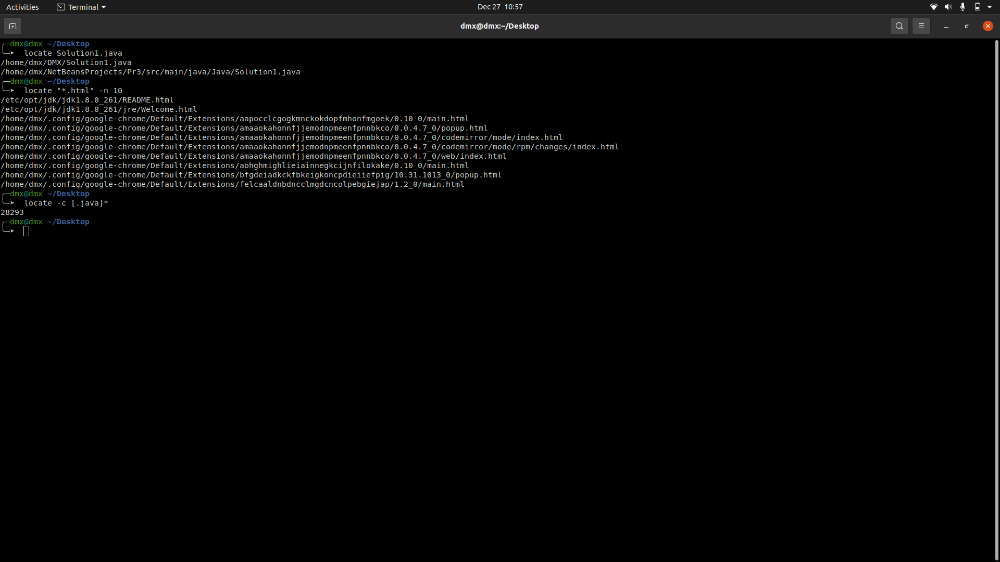 Activities Terminal Dec 27 10:57
dmx@dmx:~/Desktop
dmx@dmx ~/Desktop
locate Solution1.java
/home/dmx/DMX/Solution1.java
/home/dmx/NetBeansProjects/Pr3/src/main/java/Java/Solution1.java
dmx@dmx ~/Desktop
locate "*.html" -n 10
/etc/opt/jdk/jdk1.8.0_261/README.html
/etc/opt/jdk/jdk1.8.0_261/jre/Welcome.html
/home/dmx/.config/google-chrome/Default/Extensions/aapocclcgogkmnckokdopfmhonfmgoek/0.10_0/main.html
/home/dmx/.config/google-chrome/Default/Extensions/amaaokahonnfjjemodnpmeenfpnnbkco/0.0.4.7_0/popup.html
/home/dmx/.config/google-chrome/Default/Extensions/amaaokahonnfjjemodnpmeenfpnnbkco/0.0.4.7_0/codemirror/mode/index.html
/home/dmx/.config/google-chrome/Default/Extensions/amaaokahonnfjjemodnpmeenfpnnbkco/0.0.4.7_0/codemirror/mode/rpm/changes/index.html
/home/dmx/.config/google-chrome/Default/Extensions/amaaokahonnfjjemodnpmeenfpnnbkco/0.0.4.7_0/web/index.html
/home/dmx/.config/google-chrome/Default/Extensions/aohghmighlieiainnegkcijnfilokake/0.10_0/main.html
/home/dmx/.config/google-chrome/Default/Extensions/bfgdeiadkckfbkeigkoncpdieiiefpig/10.31.1013_0/popup.html
/home/dmx/.config/google-chrome/Default/Extensions/felcaaldnbdncclmgdcncolpebgiejap/1.2_0/main.html
dmx@dmx ~/Desktop
locate -c [.java]*
28293
dmx@dmx ~/Desktop